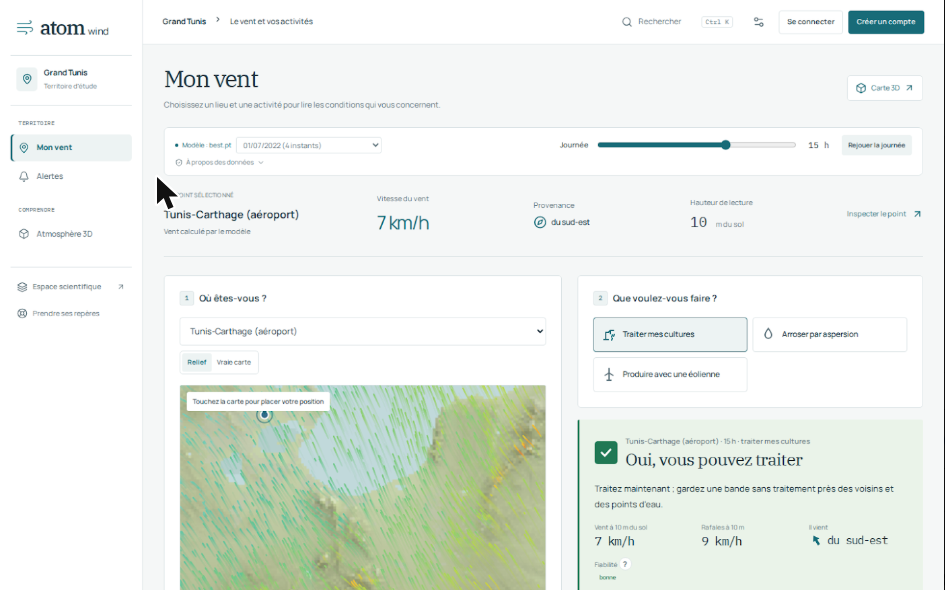 atom wind
Grand Tunis
Territoire d'étude
TERRITOIRE
Mon vent
Alertes
COMPRENDRE
Atmosphère 3D
Espace scientifique
Prendre ses repères
Grand Tunis > Le vent et vos activités
Rechercher Ctrl K
Se connecter
Créer un compte
Mon vent
Choisissez un lieu et une activité pour lire les conditions qui vous concernent.
Carte 3D
Modèle · best.pt 01/07/2022 (4 instants)
Journée 15 h Rejouer la journée
À propos des données
POINT SÉLECTIONNÉ
Tunis-Carthage (aéroport)
Vent calculé par le modèle
Vitesse du vent
7 km/h
Provenance
du sud-est
Hauteur de lecture
10 m du sol
Inspecter le point
1 Où êtes-vous ?
Tunis-Carthage (aéroport)
Relief Vraie carte
Touchez la carte pour placer votre position
2 Que voulez-vous faire ?
Traiter mes cultures
Arroser par aspersion
Produire avec une éolienne
Tunis-Carthage (aéroport) · 15 h · traiter mes cultures
Oui, vous pouvez traiter
Traitez maintenant ; gardez une bande sans traitement près des voisins et
des points d'eau.
Vent à 10 m du sol
7 km/h
Rafales à 10 m
9 km/h
Il vient
du sud-est
Fiabilité ?
bonne